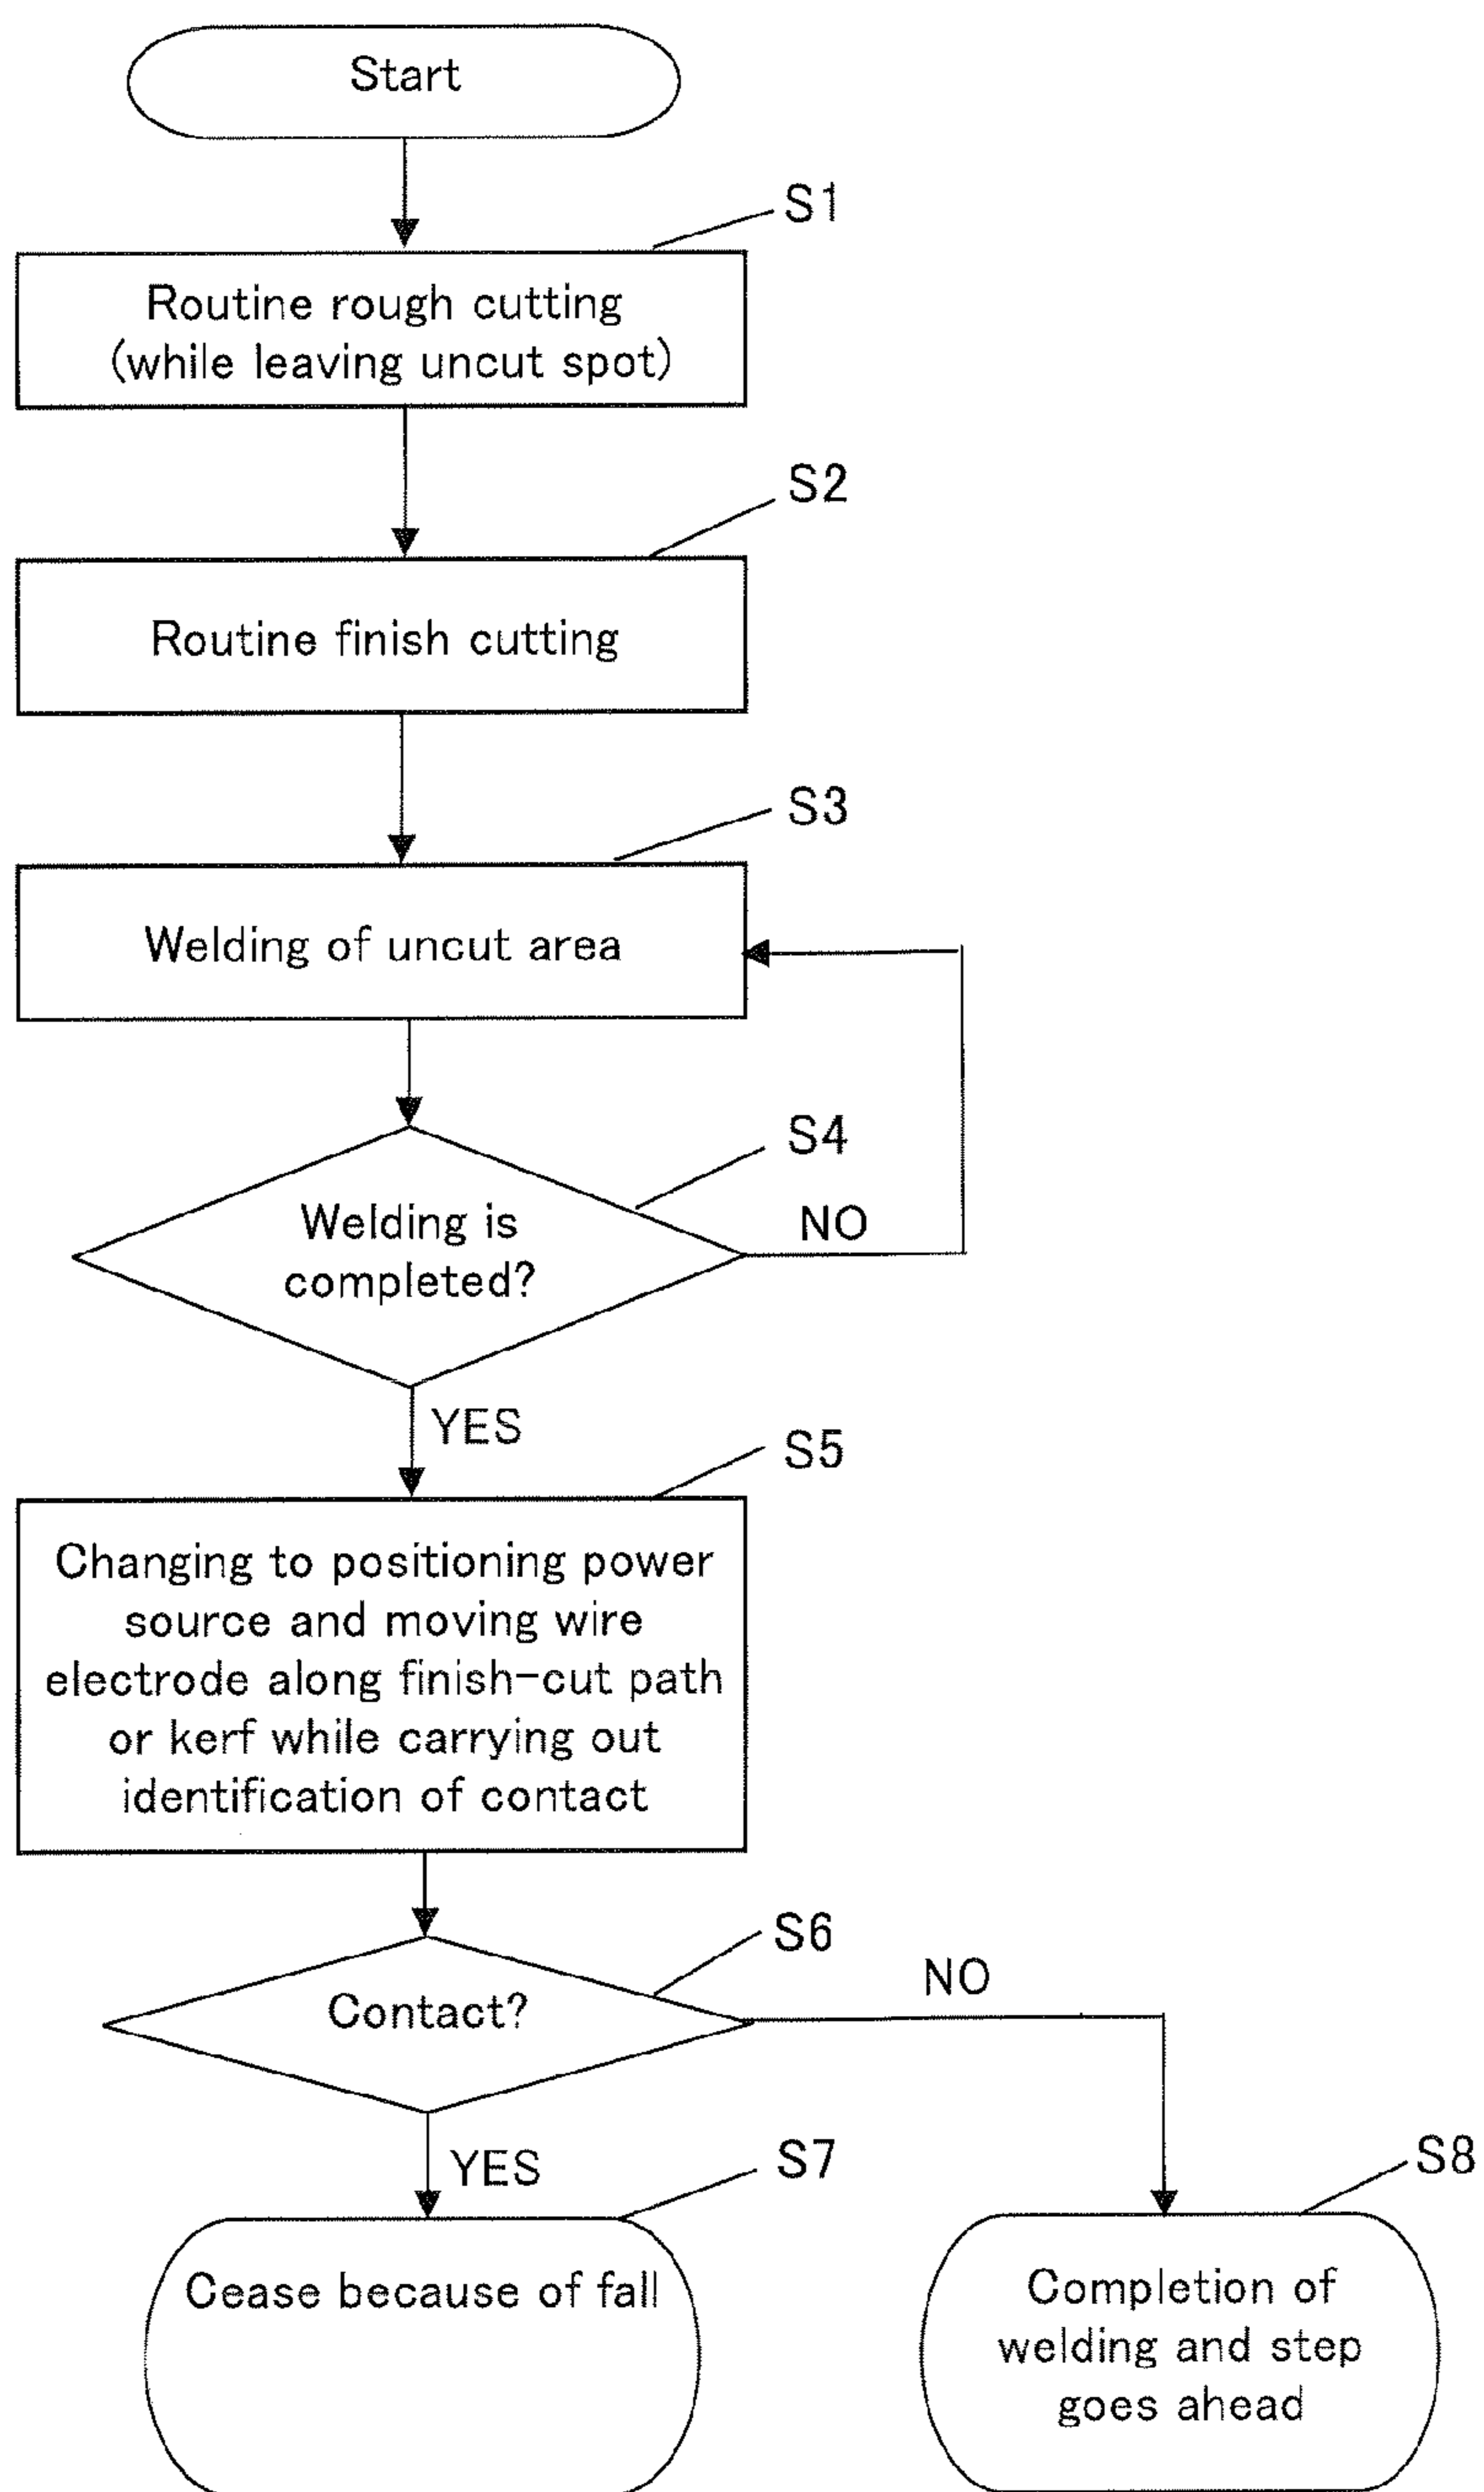 Start
S1
Routine rough cutting
(while leaving uncut spot)
S2
Routine finish cutting
S3
Welding of uncut area
S4
Welding is
completed?
NO
YES
S5
Changing to positioning power
source and moving wire
electrode along finish-cut path
or kerf while carrying out
identification of contact
S6
Contact?
NO
YES
S7
Cease because of fall
S8
Completion of
welding and step
goes ahead